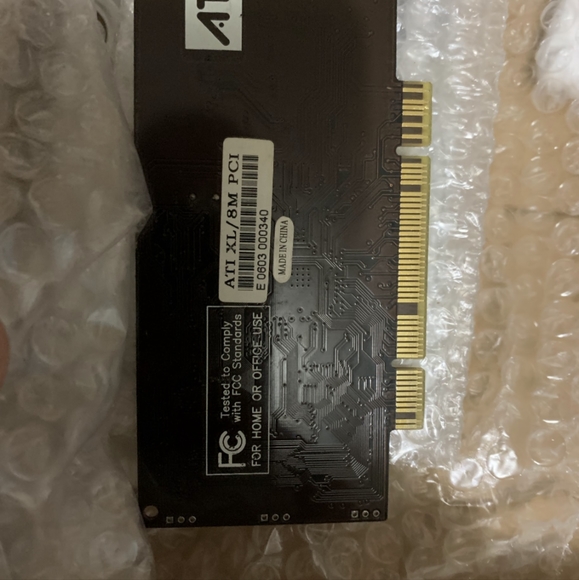 ATI
ATI XL/8M PCI
E 0603 000340
MADE IN CHINA
FC Tested to Comply
with FCC Standards
FOR HOME OR OFFICE USE